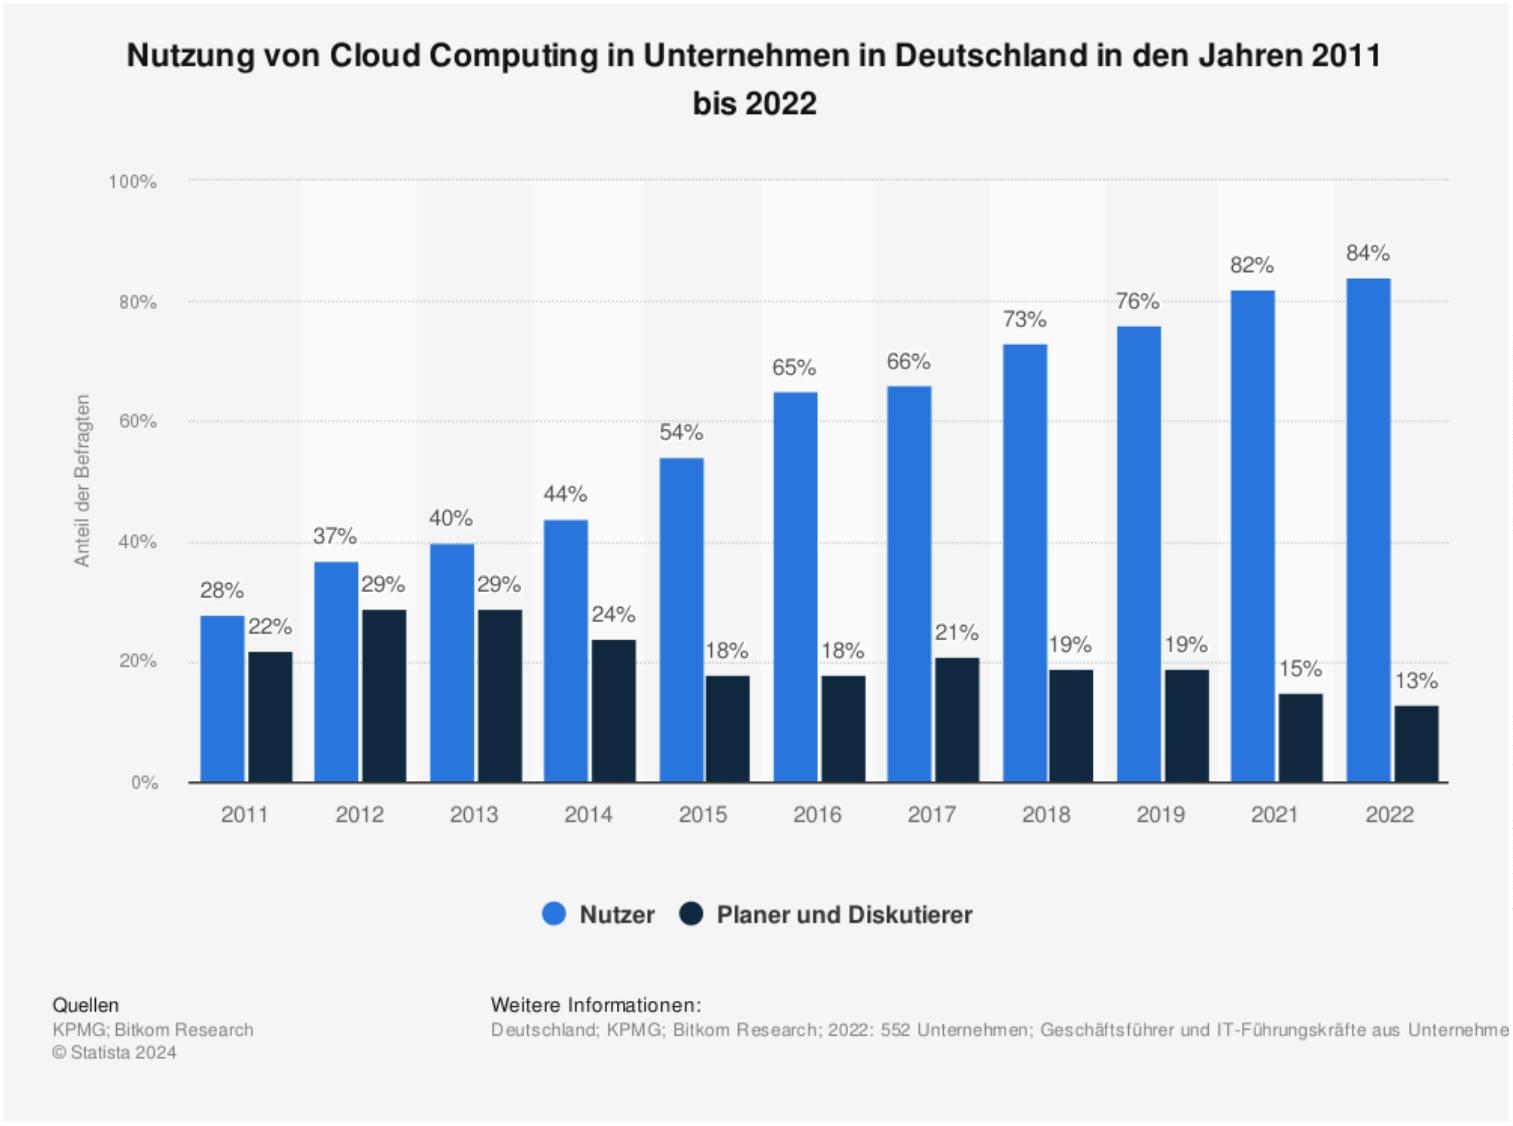 Nutzung von Cloud Computing in Unternehmen in Deutschland in den Jahren 2011
bis 2022
100%
80%
60%
40%
20%
0%
Anteil der Befragten
28%
22%
37%
29%
40%
29%
44%
24%
54%
18%
65%
18%
66%
21%
73%
19%
76%
19%
82%
15%
84%
13%
2011 2012 2013 2014 2015 2016 2017 2018 2019 2021 2022
Nutzer Planer und Diskutierer
Quellen
KPMG; Bitkom Research
© Statista 2024
Weitere Informationen:
Deutschland; KPMG; Bitkom Research; 2022: 552 Unternehmen; Geschäftsführer und IT-Führungskräfte aus Unternehme